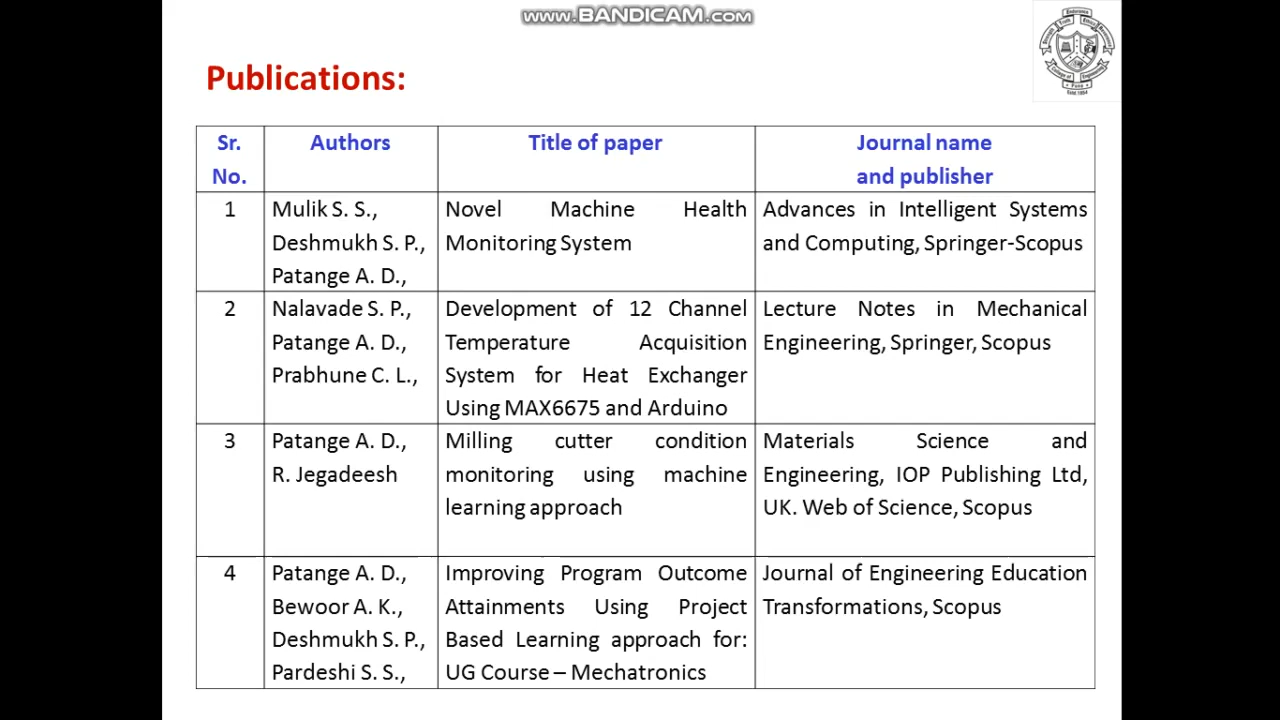 www.BANDICAM.com
Publications:
Sr. No.
Authors
Title of paper
Journal name
and publisher
1
Mulik S. S.,
Deshmukh S. P.,
Patange A. D.,
Novel Machine Health
Monitoring System
Advances in Intelligent Systems
and Computing, Springer-Scopus
2
Nalavade S. P.,
Patange A. D.,
Prabhune C. L.,
Development of 12 Channel
Temperature Acquisition
System for Heat Exchanger
Using MAX6675 and Arduino
Lecture Notes in Mechanical
Engineering, Springer, Scopus
3
Patange A. D.,
R. Jegadeesh
Milling cutter condition
monitoring using machine
learning approach
Materials Science and
Engineering, IOP Publishing Ltd,
UK. Web of Science, Scopus
4
Patange A. D.,
Bewoor A. K.,
Deshmukh S. P.,
Pardeshi S. S.,
Improving Program Outcome
Attainments Using Project
Based Learning approach for:
UG Course – Mechatronics
Journal of Engineering Education
Transformations, Scopus